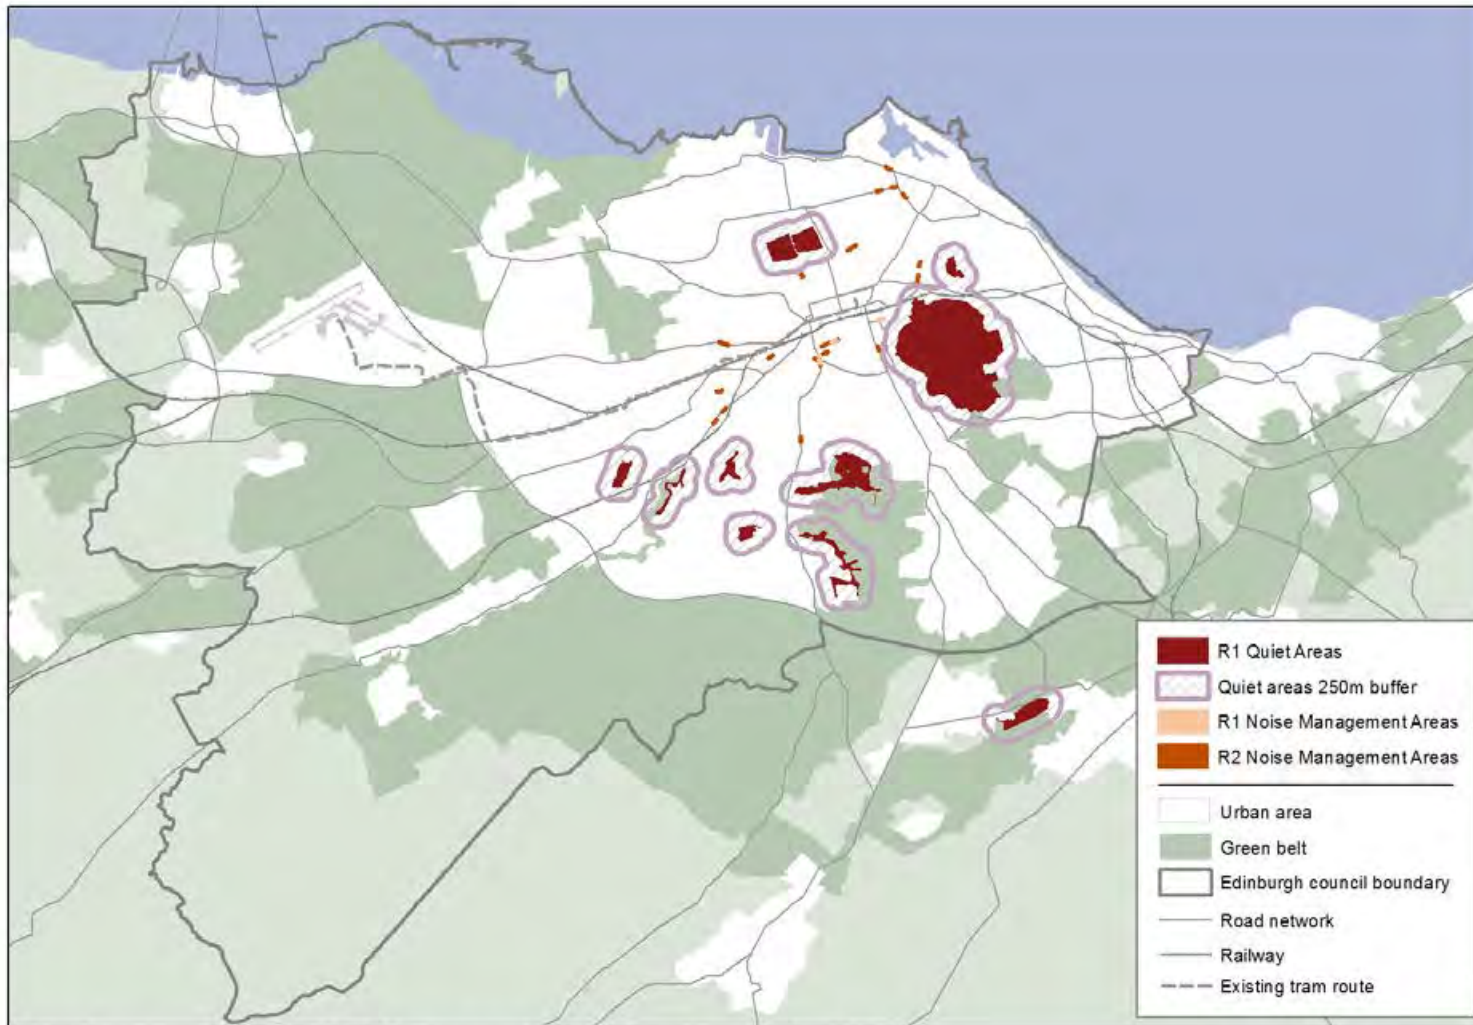 R1 Quiet Areas
Quiet areas 250m buffer
R1 Noise Management Areas
R2 Noise Management Areas
Urban area
Green belt
Edinburgh council boundary
Road network
Railway
Existing tram route